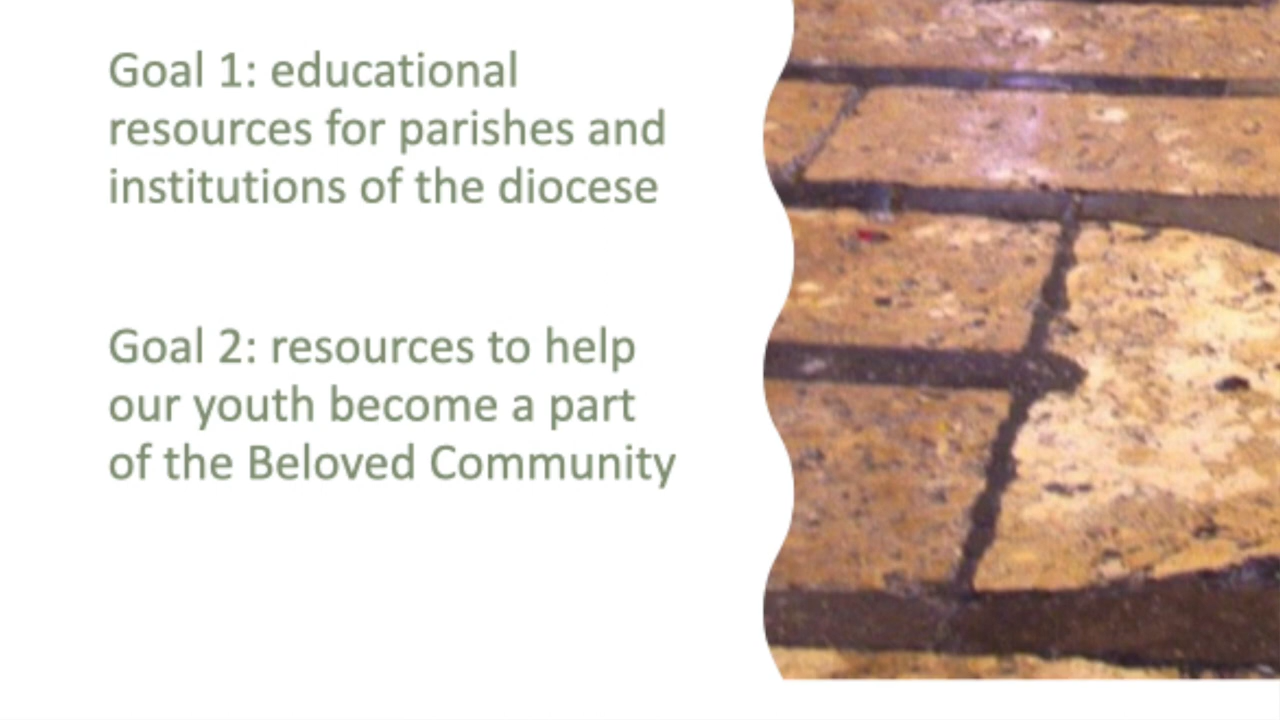 Goal 1: educational
resources for parishes and
institutions of the diocese
Goal 2: resources to help
our youth become a part
of the Beloved Community